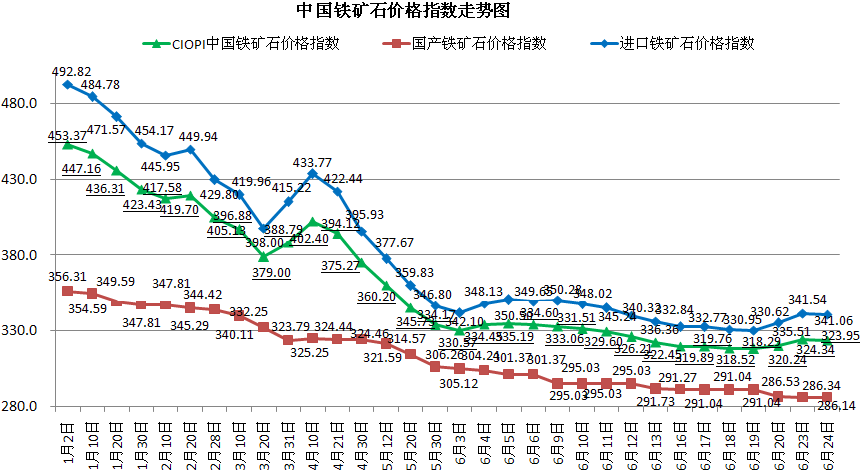 中国铁矿石价格指数走势图
CIOPI中国铁矿石价格指数
国产铁矿石价格指数
进口铁矿石价格指数
480.0
430.0
380.0
330.0
280.0
492.82
484.78
471.57
454.17
445.95
449.94
429.80
419.96
398.00
415.22
433.77
422.44
395.93
377.67
359.83
346.80
342.10
348.13
349.65
350.28
348.02
345.24
340.32
336.36
332.84
332.77
330.95
330.62
335.51
341.54
341.06
453.37
447.16
436.31
423.43
417.58
419.70
405.13
396.88
379.00
388.79
402.40
394.12
375.27
360.20
345.73
334.17
330.57
334.45
335.19
334.60
333.06
331.51
329.60
326.21
322.45
319.89
319.76
318.52
318.29
320.24
324.34
323.95
356.31
354.59
349.59
347.81
347.81
345.29
344.42
340.11
332.25
323.79
325.25
324.44
324.46
321.59
314.57
306.26
305.12
304.24
301.37
301.37
295.03
295.03
295.03
295.03
291.73
291.27
291.04
291.04
291.04
286.53
286.34
286.14
1月2日
1月10日
1月20日
1月30日
2月10日
2月20日
2月28日
3月10日
3月20日
3月31日
4月10日
4月21日
4月30日
5月12日
5月20日
5月30日
6月3日
6月4日
6月5日
6月6日
6月9日
6月10日
6月11日
6月12日
6月13日
6月16日
6月17日
6月18日
6月19日
6月20日
6月23日
6月24日